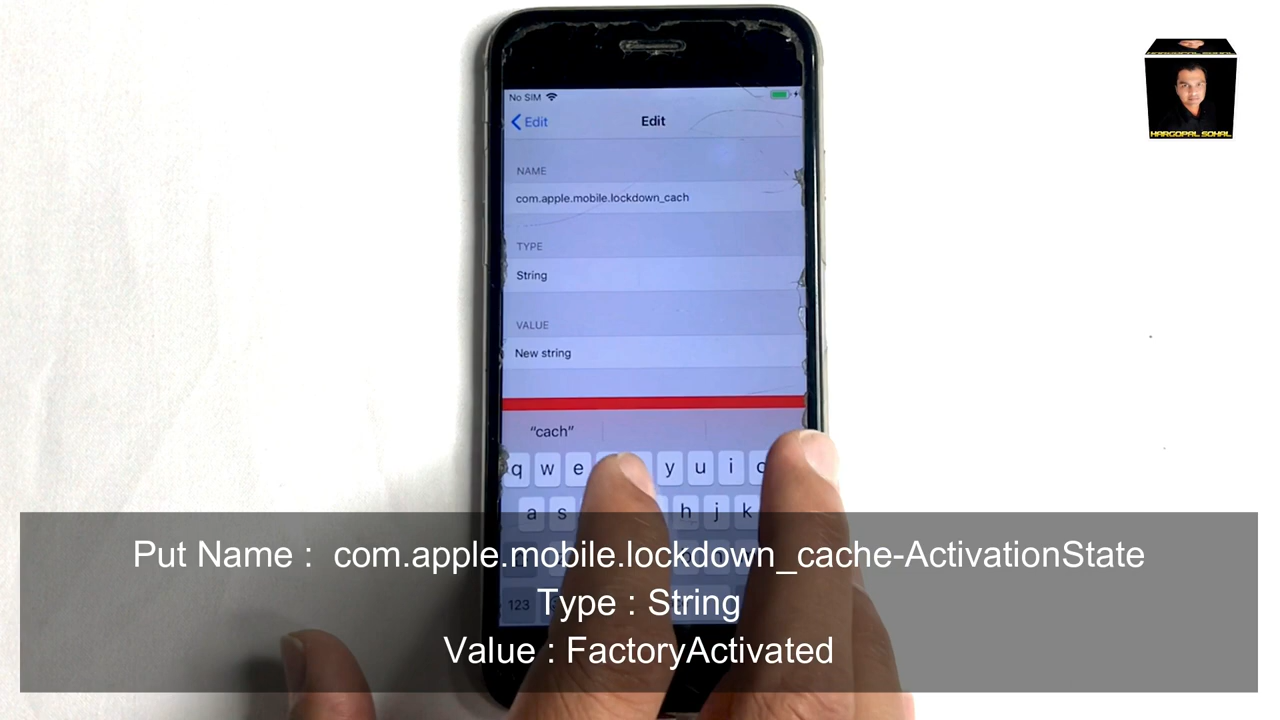 HARGOPAL SOHAL
No SIM
Edit
Edit
NAME
com.apple.mobile.lockdown_cach
TYPE
String
VALUE
New string
“cach”
q w e y u i o
a s h j k
123
Put Name : com.apple.mobile.lockdown_cache-ActivationState
Type : String
Value : FactoryActivated